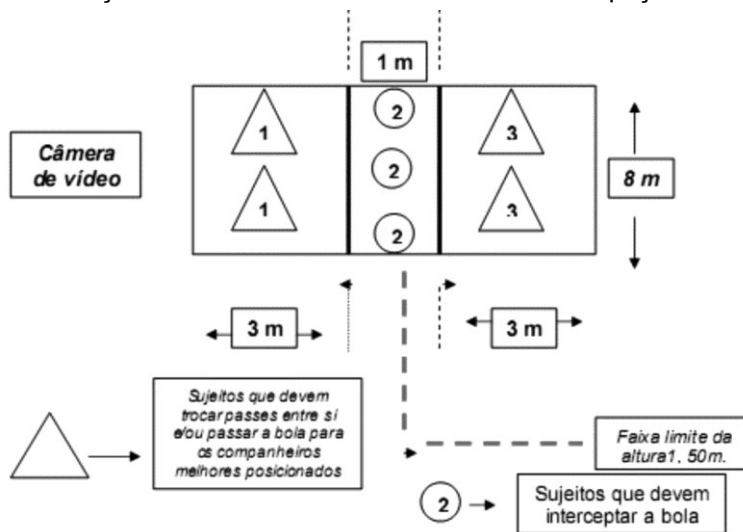 1 m
Câmera
de vídeo
1
2
3
1
2
3
2
8 m
3 m
3 m
Sujeitos que devem
trocar passes entre si
e/ou passar a bola para
os companheiros
melhores posicionados
Faixa limite da
altura1, 50m.
2
Sujeitos que devem
interceptar a bola